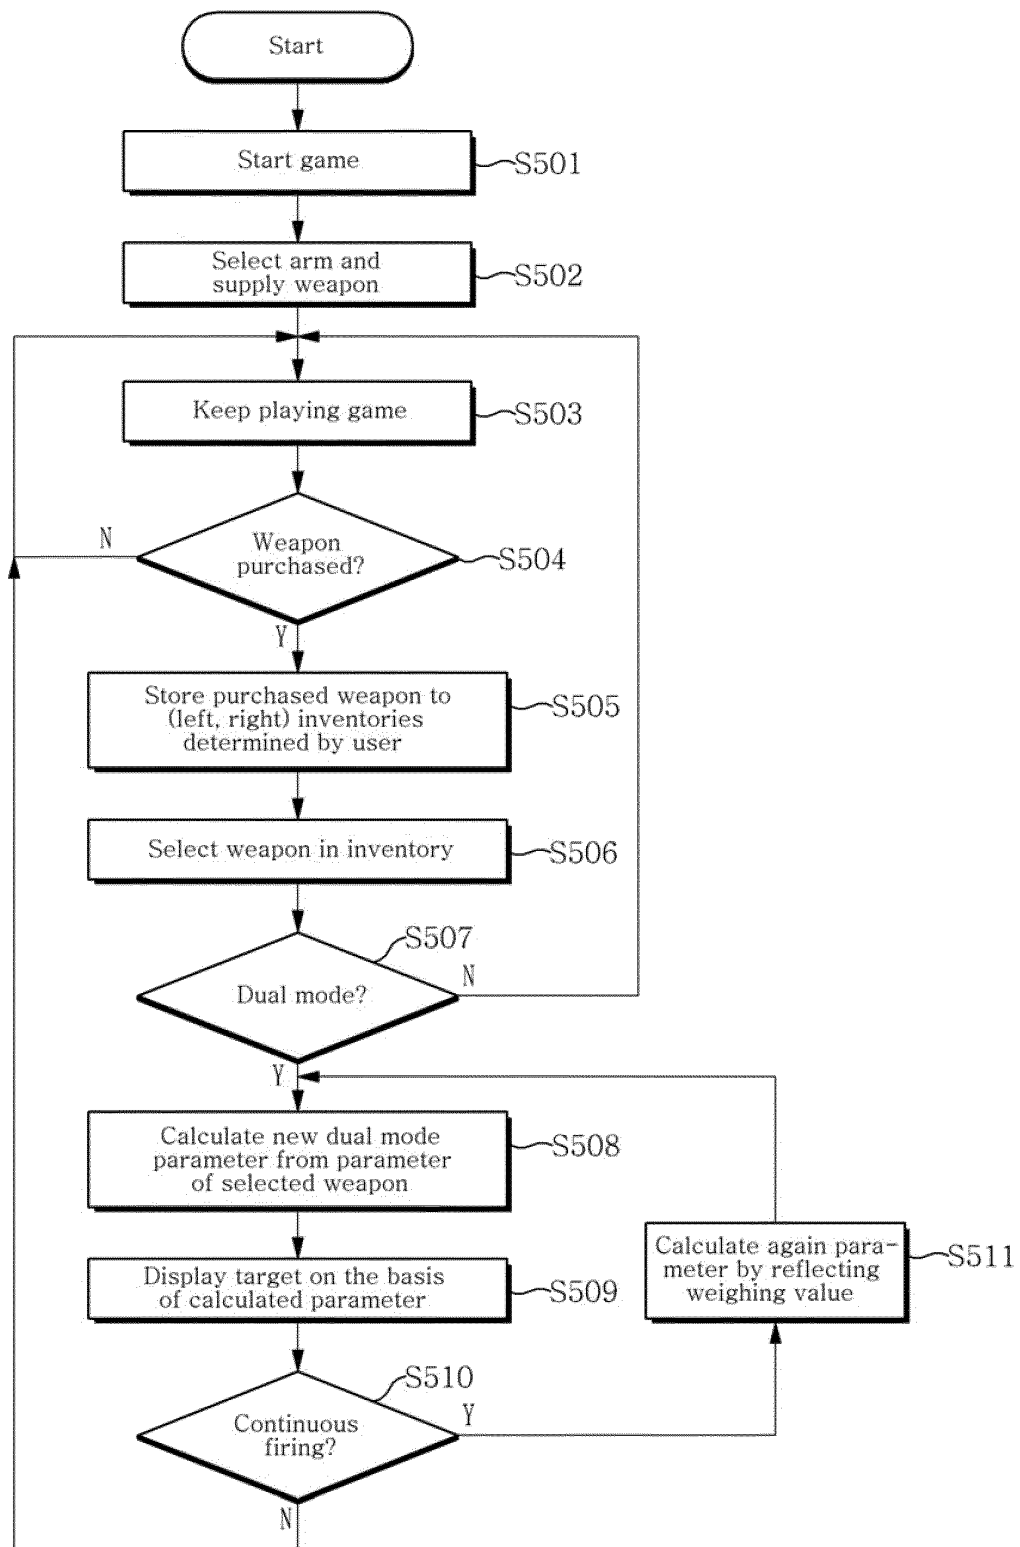 Start
Start game
S501
Select arm and
supply weapon
S502
Keep playing game
S503
N
Weapon
purchased?
S504
Y
Store purchased weapon to
(left, right) inventories
determined by user
S505
Select weapon in inventory
S506
S507
Dual mode?
N
Y
Calculate new dual mode
parameter from parameter
of selected weapon
S508
Calculate again para-
meter by reflecting
weighing value
S511
Display target on the basis
of calculated parameter
S509
S510
Continuous
firing?
Y
N